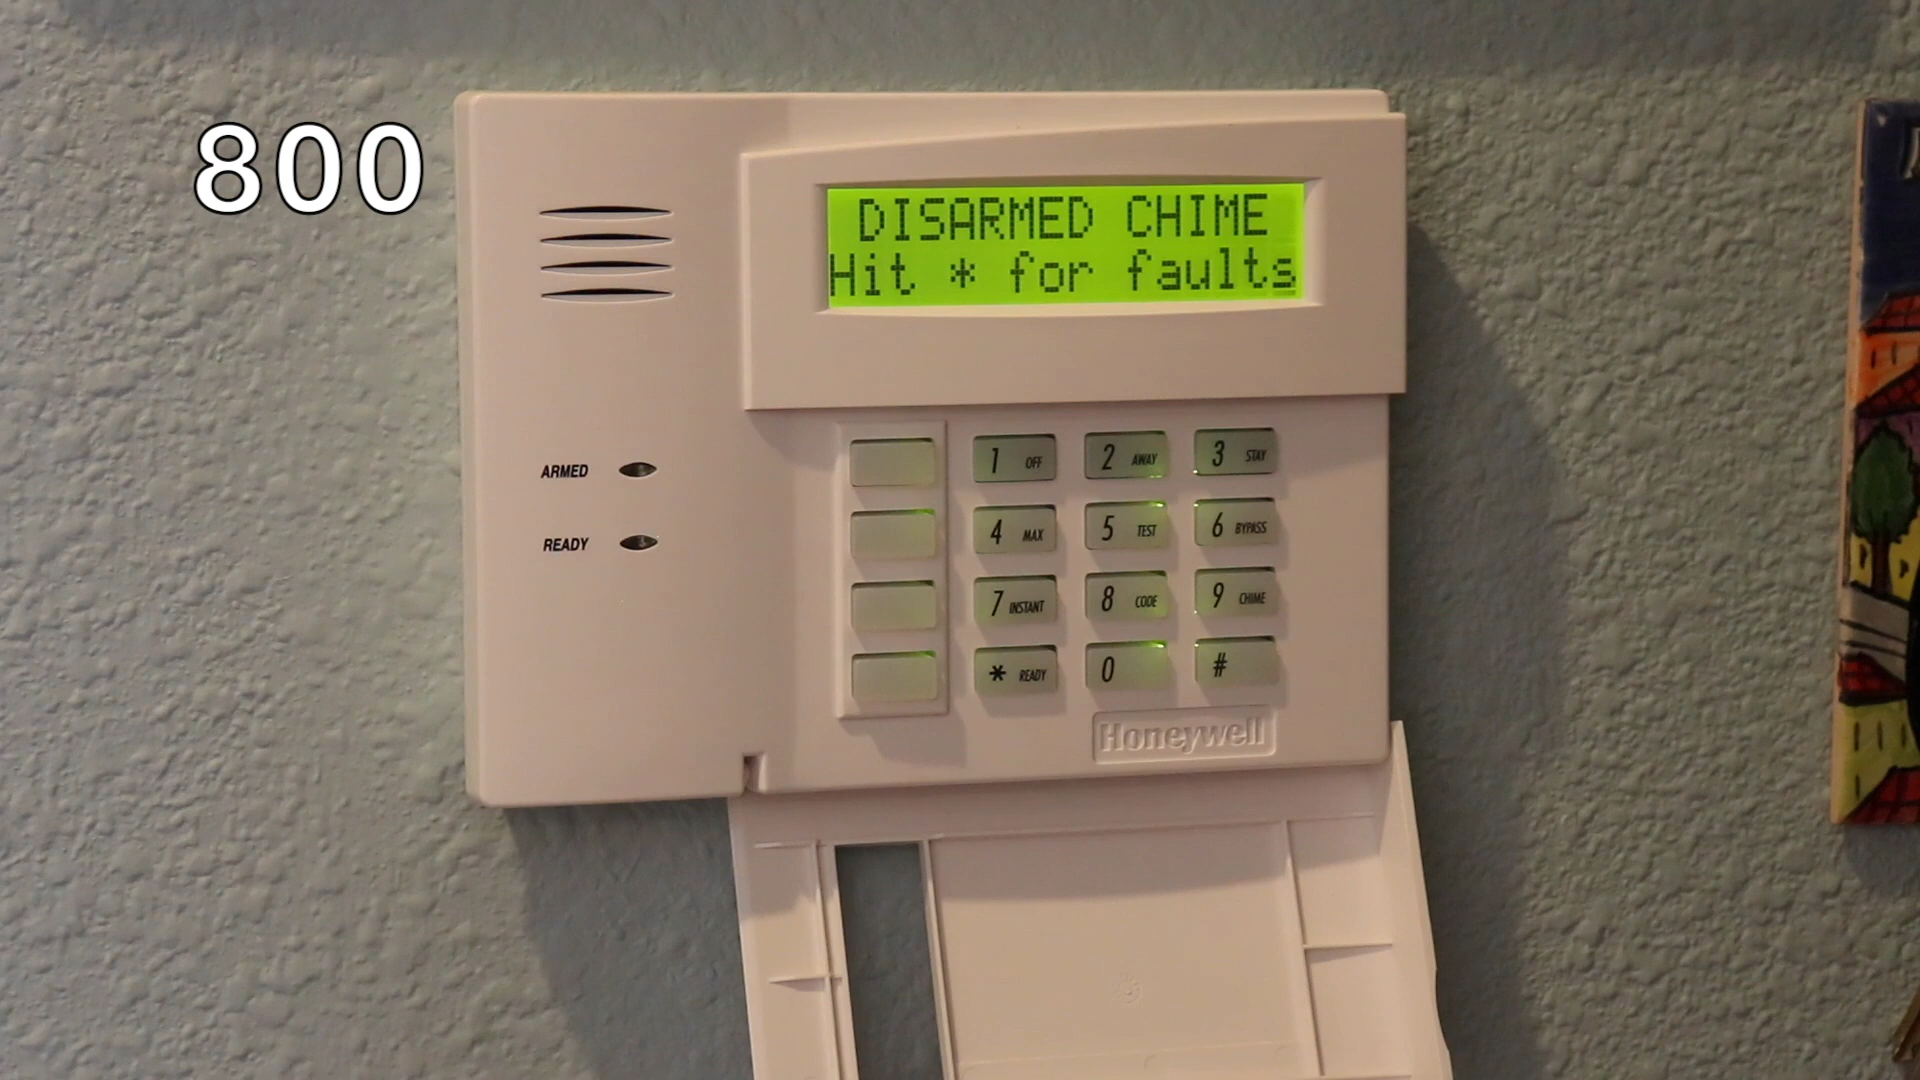 800
DISARMED CHIME
Hit * for faults
ARMED
READY
1 OFF
2 AWAY
3 STAY
4 MAX
5 TEST
6 BYPASS
7 INSTANT
8 CODE
9 CHIME
* READY
0
#
Honeywell